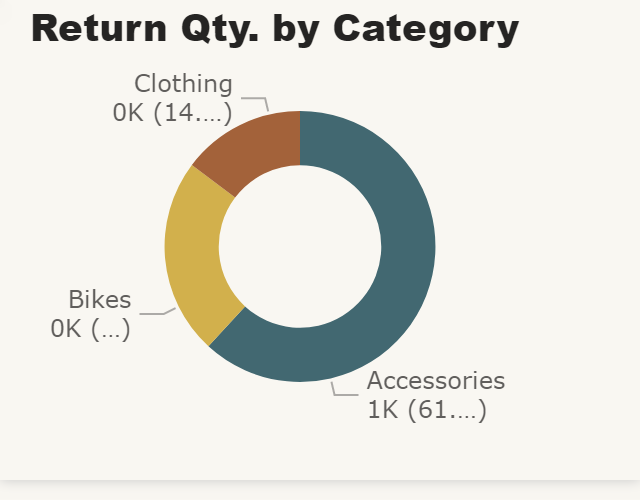 Return Qty. by Category
Clothing
0K (14.…)
Bikes
0K (…)
Accessories
1K (61.…)